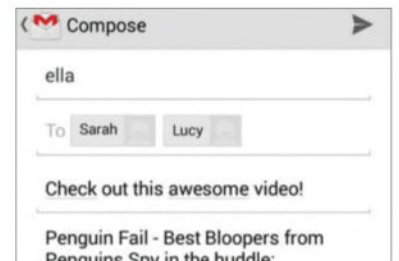 Compose
ella
To Sarah Lucy
Check out this awesome video!
Penguin Fail - Best Bloopers from
Penguins Spy in the huddle: